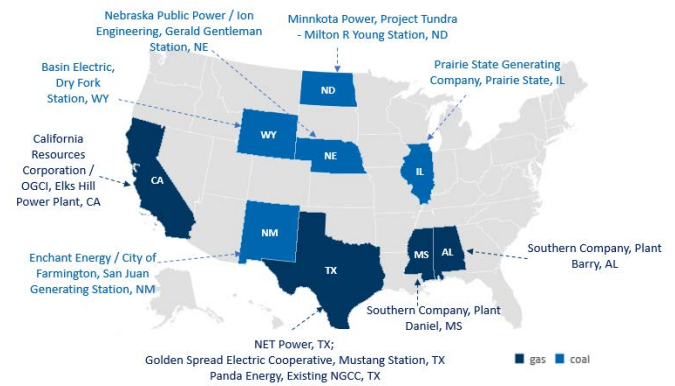 Nebraska Public Power / Ion
Engineering, Gerald Gentleman
Station, NE
Minnkota Power, Project Tundra
- Milton R Young Station, ND
Basin Electric,
Dry Fork
Station, WY
Prairie State Generating
Company, Prairie State, IL
California
Resources
Corporation /
OGCI, Elks Hill
Power Plant, CA
ND
WY
NE
IL
CA
NM
TX
MS
AL
Enchant Energy / City of
Farmington, San Juan
Generating Station, NM
Southern Company, Plant
Barry, AL
Southern Company, Plant
Daniel, MS
NET Power, TX;
Golden Spread Electric Cooperative, Mustang Station, TX
Panda Energy, Existing NGCC, TX
gas coal